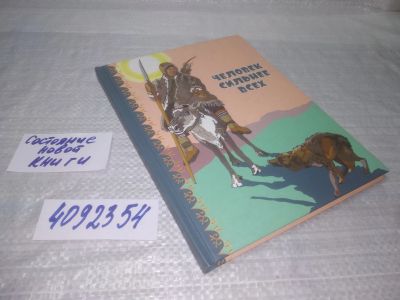 ЧЕЛОВЕК
СИЛЬНЕЕ
ВСЕХ
Состояние
новой
книги
4092354